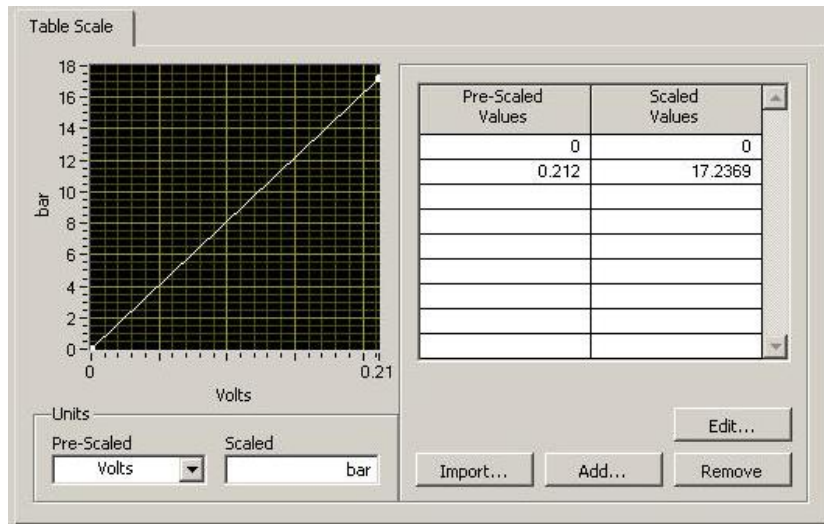 Table Scale
18
16
14
12
10
8
6
4
2
0
bar
0 0.21
Volts
Pre-Scaled Values Scaled Values
0 0
0.212 17.2369
Units
Pre-Scaled Scaled
Volts bar
Edit...
Import... Add... Remove